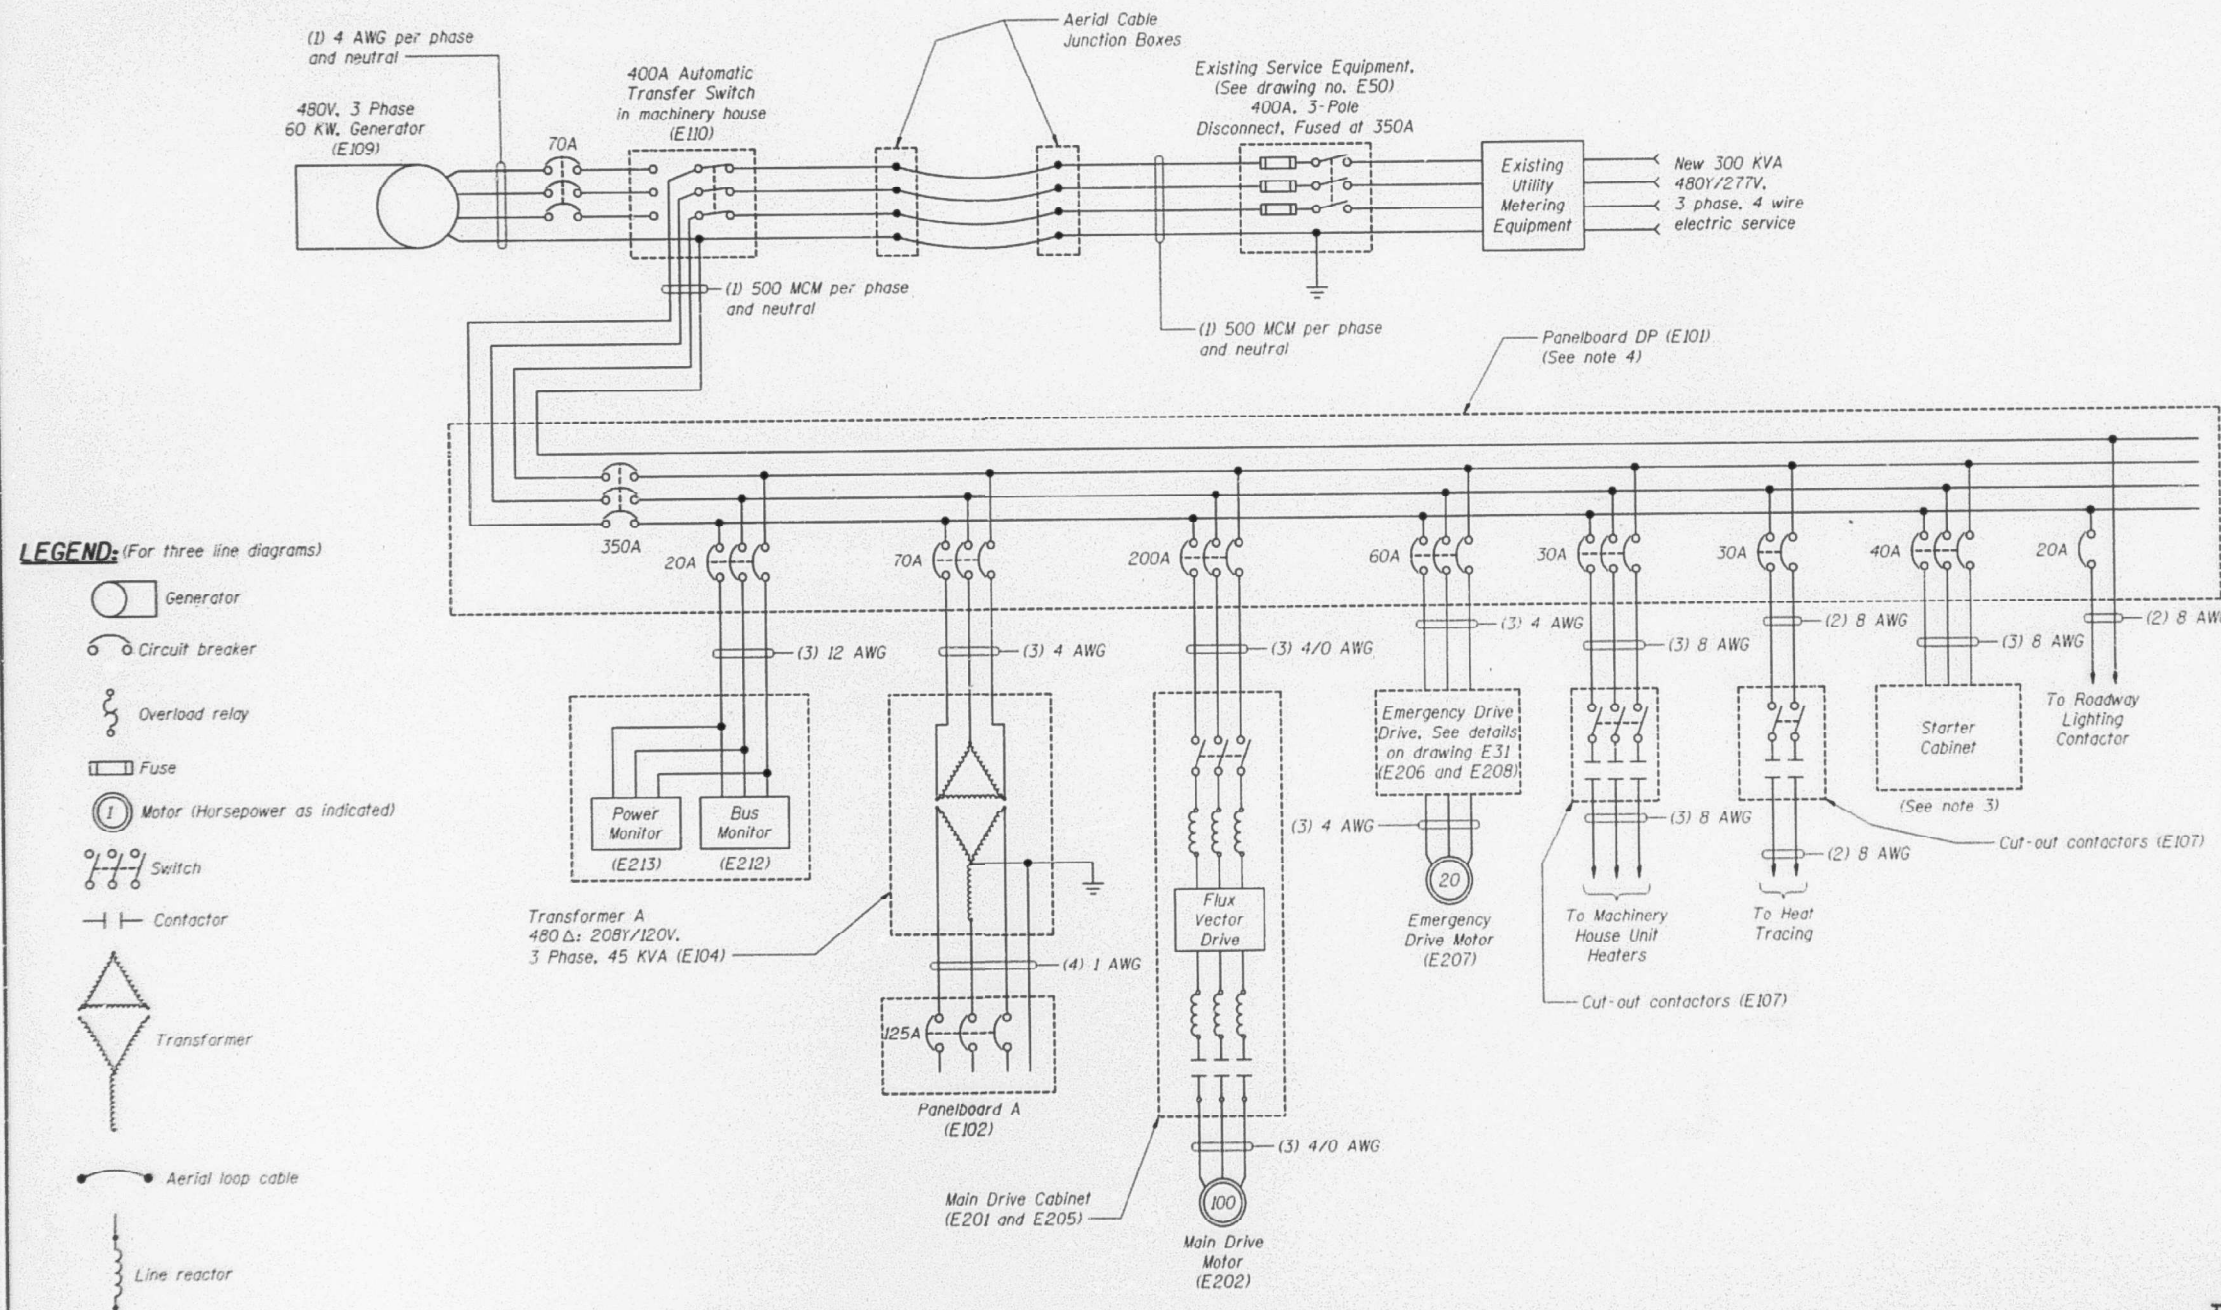 (1) 4 AWG per phase
and neutral
480V, 3 Phase
60 KW, Generator
(E109)
70A
400A Automatic
Transfer Switch
in machinery house
(E110)
Aerial Cable
Junction Boxes
Existing Service Equipment,
(See drawing no. E50)
400A, 3-Pole
Disconnect, Fused at 350A
Existing
Utility
Metering
Equipment
New 300 KVA
480Y/277V,
3 phase, 4 wire
electric service
(1) 500 MCM per phase
and neutral
(1) 500 MCM per phase
and neutral
Panelboard DP (E101)
(See note 4)
350A
20A
70A
200A
60A
30A
30A
40A
20A
(3) 12 AWG
(3) 4 AWG
(3) 4/0 AWG
(3) 4 AWG
(3) 8 AWG
(2) 8 AWG
(3) 8 AWG
(2) 8
LEGEND: (For three line diagrams)
Generator
Circuit breaker
Overload relay
Fuse
1
Motor (Horsepower as indicated)
Switch
Contactor
Transformer
Aerial loop cable
Line reactor
Power
Monitor
(E213)
Bus
Monitor
(E212)
Transformer A
480 Δ: 208Y/120V,
3 Phase, 45 KVA (E104)
(4) 1 AWG
125A
Panelboard A
(E102)
Flux
Vector
Drive
(3) 4/0 AWG
Main Drive Cabinet
(E201 and E205)
100
Main Drive
Motor
(E202)
Emergency Drive
Drive, See details
on drawing E31
(E206 and E208)
(3) 4 AWG
20
Emergency
Drive Motor
(E207)
(3) 8 AWG
To Machinery
House Unit
Heaters
Cut-out contactors (E107)
(2) 8 AWG
To Heat
Tracing
Cut-out contactors (E107)
Starter
Cabinet
(See note 3)
To Roadway
Lighting
Contactor